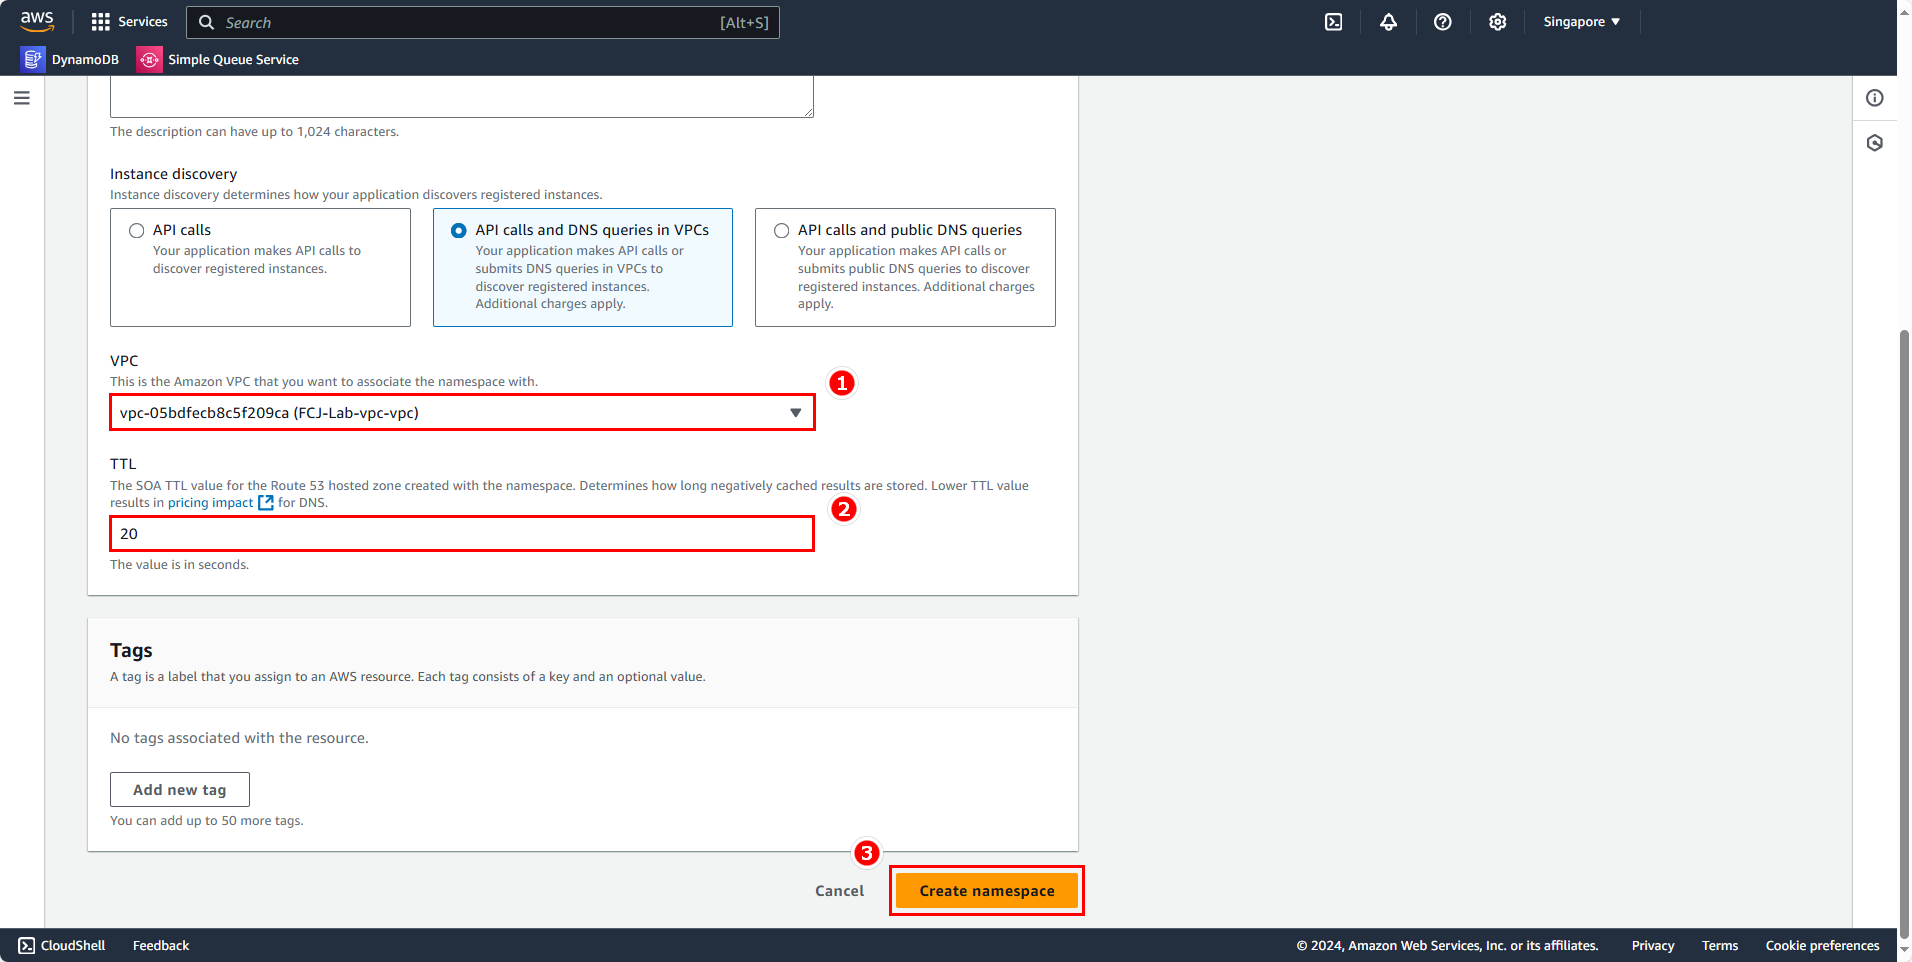 aws
Services
Search
[Alt+S]
Singapore ▼
DynamoDB
Simple Queue Service
The description can have up to 1,024 characters.
Instance discovery
Instance discovery determines how your application discovers registered instances.
API calls
Your application makes API calls to
discover registered instances.
API calls and DNS queries in VPCs
Your application makes API calls or
submits DNS queries in VPCs to
discover registered instances.
Additional charges apply.
API calls and public DNS queries
Your application makes API calls or
submits public DNS queries to discover
registered instances. Additional charges
apply.
VPC
This is the Amazon VPC that you want to associate the namespace with.
1
vpc-05bdfecb8c5f209ca (FCJ-Lab-vpc-vpc)
TTL
The SOA TTL value for the Route 53 hosted zone created with the namespace. Determines how long negatively cached results are stored. Lower TTL value
results in pricing impact for DNS.
2
20
The value is in seconds.
Tags
A tag is a label that you assign to an AWS resource. Each tag consists of a key and an optional value.
No tags associated with the resource.
Add new tag
You can add up to 50 more tags.
3
Cancel
Create namespace
CloudShell
Feedback
© 2024, Amazon Web Services, Inc. or its affiliates.
Privacy
Terms
Cookie preferences